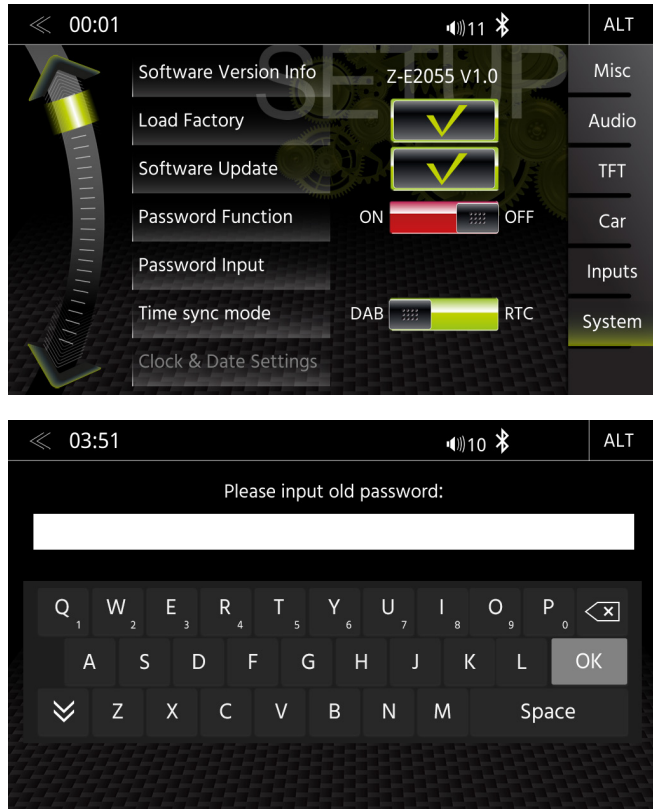 00:01 11 ALT
SETUP
Software Version Info Z-E2055 V1.0 Misc
Load Factory Audio
Software Update TFT
Password Function ON OFF Car
Password Input Inputs
Time sync mode DAB RTC System
Clock & Date Settings
03:51 10 ALT
Please input old password:
Q 1 W 2 E 3 R 4 T 5 Y 6 U 7 I 8 O 9 P 0
A S D F G H J K L OK
Z X C V B N M Space